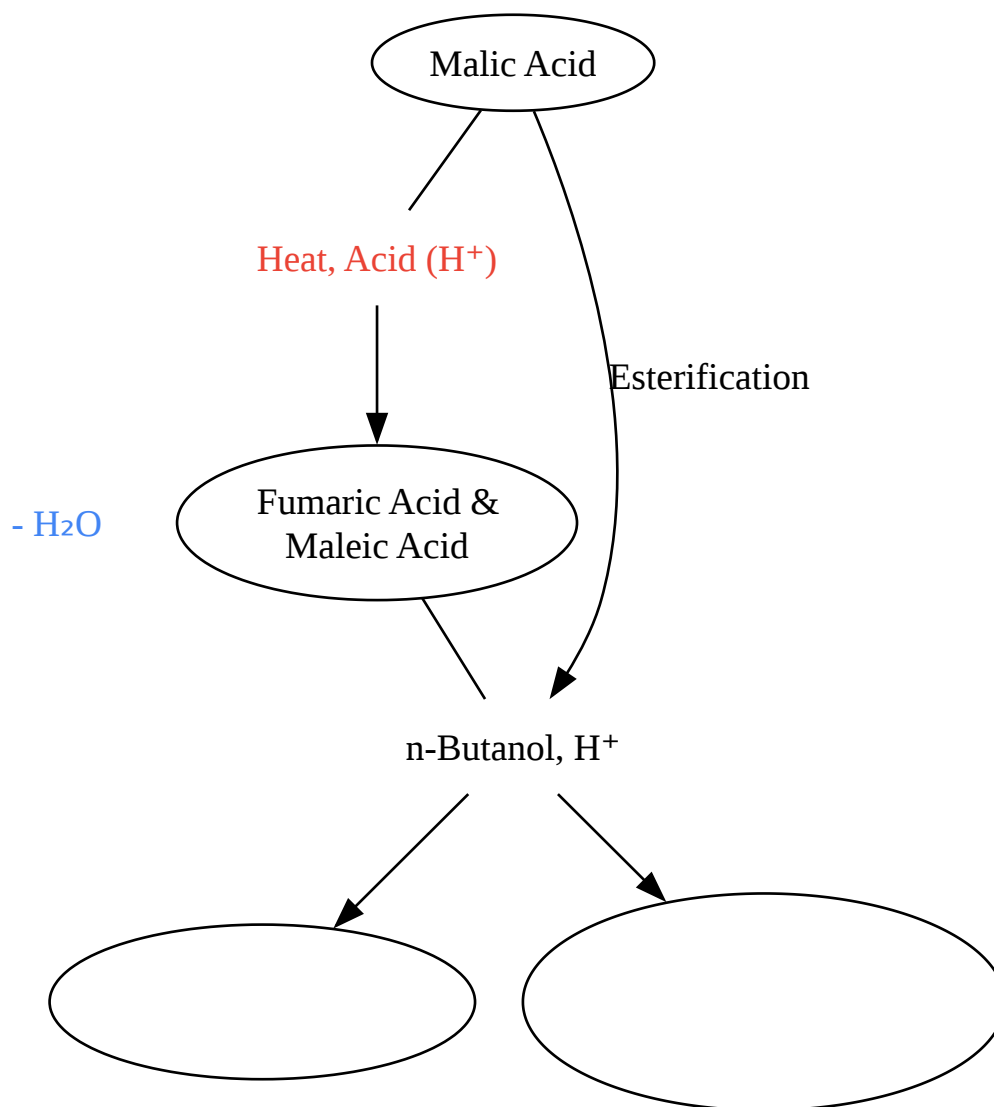 Malic Acid
Heat, Acid (H⁺)
Esterification
Fumaric Acid &
Maleic Acid
- H₂O
n-Butanol, H⁺